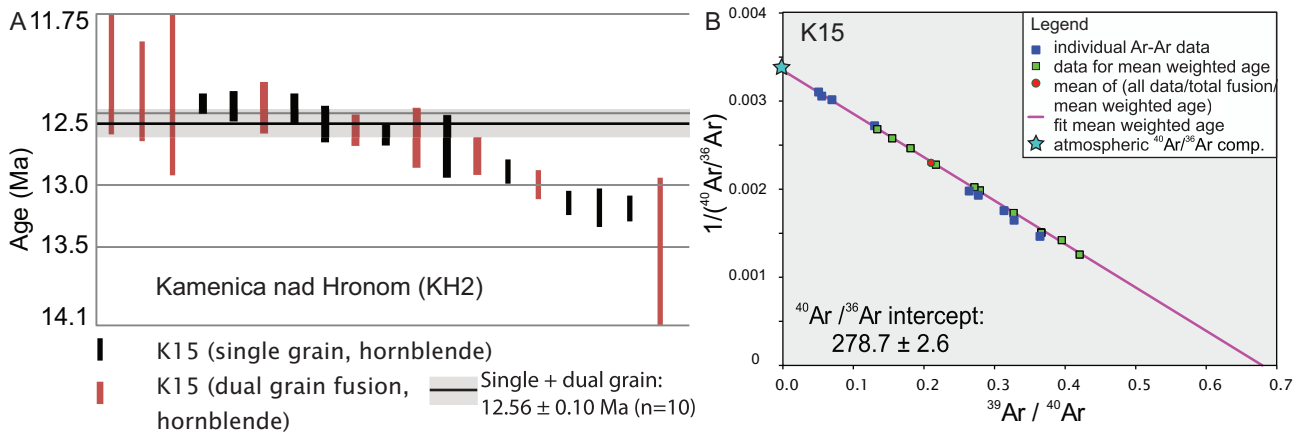 A
11.75
12.5
13.0
13.5
14.1
Age (Ma)
Kamenica nad Hronom (KH2)
K15 (single grain, hornblende)
K15 (dual grain fusion,
hornblende)
Single + dual grain:
12.56 ± 0.10 Ma (n=10)
B
K15
0.004
0.003
0.002
0.001
0
1/(⁴⁰Ar/³⁶Ar)
Legend
individual Ar-Ar data
data for mean weighted age
mean of (all data/total fusion/
mean weighted age)
fit mean weighted age
atmospheric ⁴⁰Ar/³⁶Ar comp.
⁴⁰Ar /³⁶Ar intercept:
278.7 ± 2.6
0.0 0.1 0.2 0.3 0.4 0.5 0.6 0.7
³⁹Ar / ⁴⁰Ar